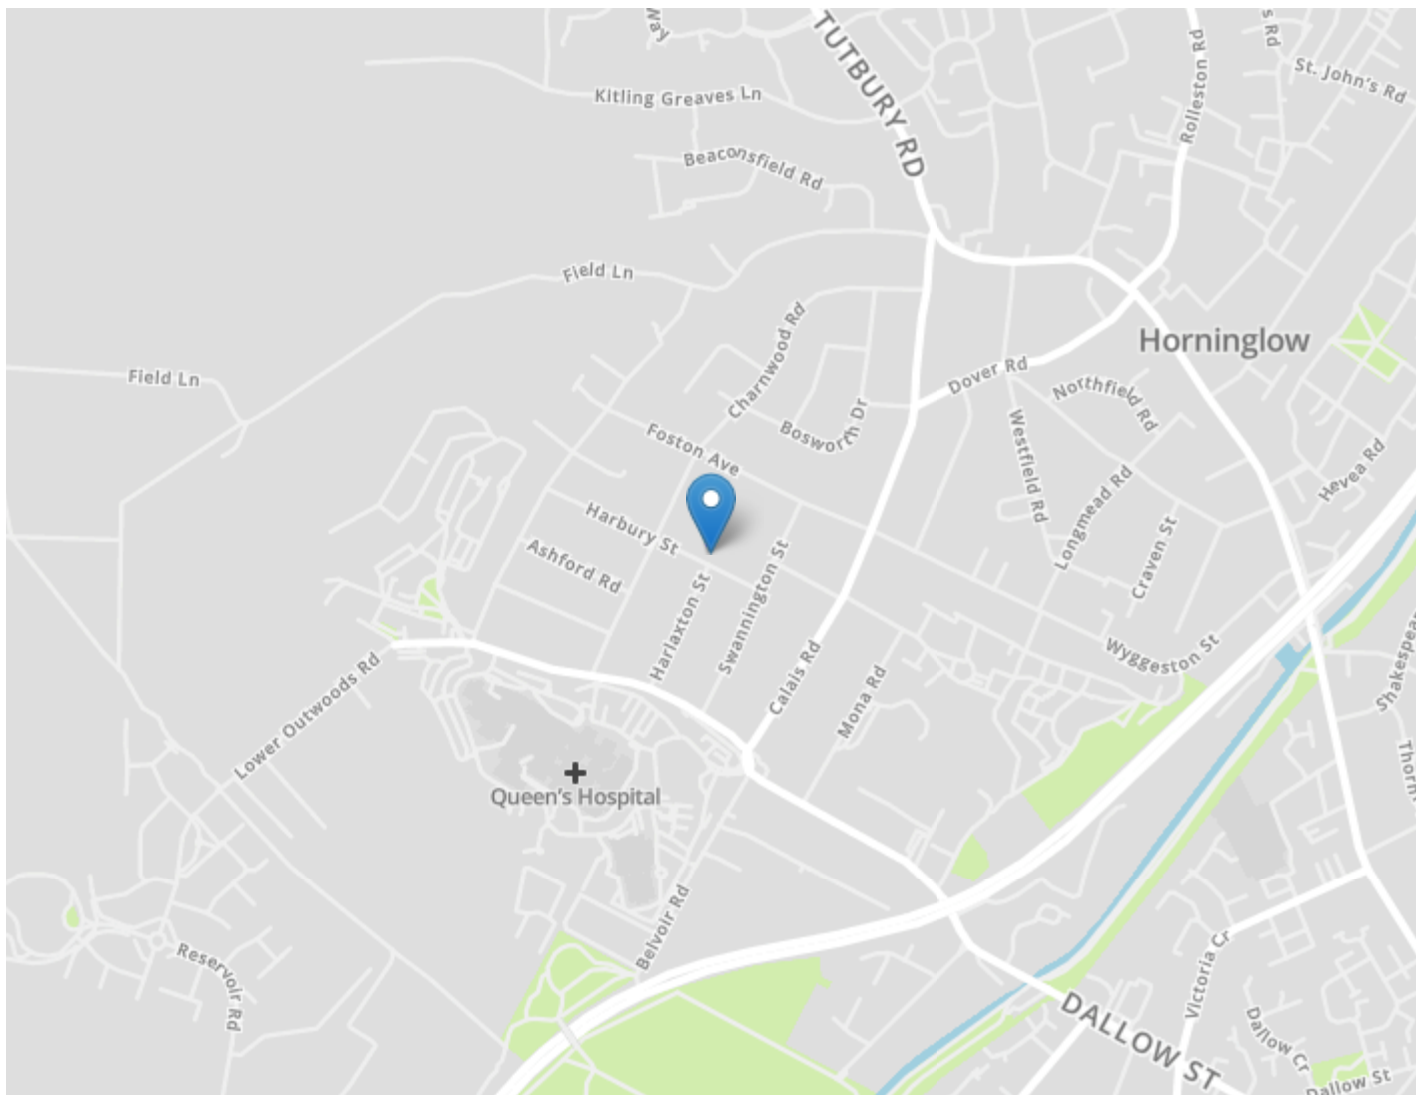 Way
TUTBURY RD
Rolleston Rd
s Rd
St. John's Rd
Kitling Greaves Ln
Beaconsfield Rd
Field Ln
Charnwood Rd
Horninglow
Field Ln
Dover Rd
Northfield Rd
Bosworth Dr
Foston Ave
Westfield Rd
Longmead Rd
Hevea Rd
Craven St
Harbury St
Ashford Rd
Harlaxton St
Swannington St
Calais Rd
Mona Rd
Wyggeston St
Shakespear
Lower Outwoods Rd
Thorn
Queen's Hospital
Belvoir Rd
Reservoir Rd
Victoria Cr
DALLOW ST
Dallow Cr
Dallow St